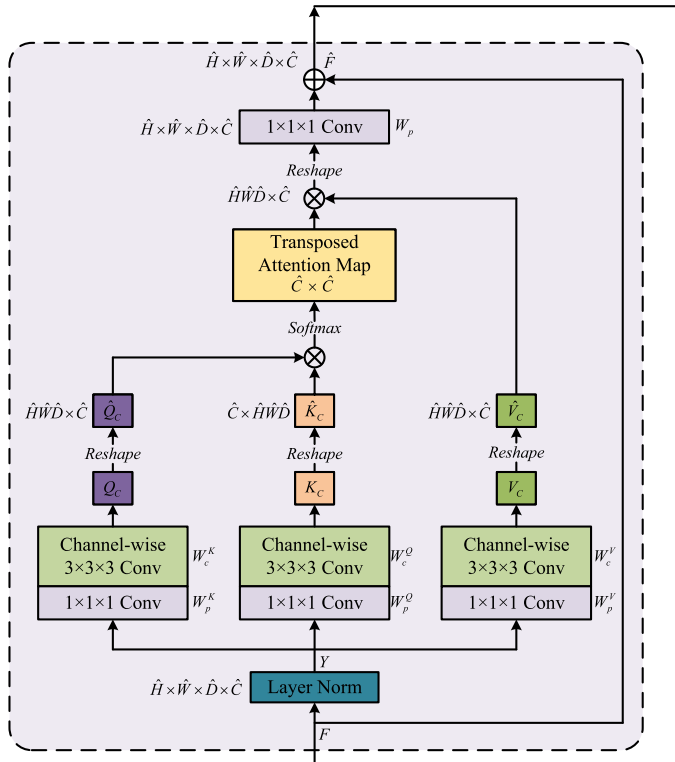 Ĥ×Ŵ×D̂×Ĉ F̂
Ĥ×Ŵ×D̂×Ĉ 1×1×1 Conv W_p
Reshape
ĤŴD̂×Ĉ
Transposed
Attention Map
Ĉ × Ĉ
Softmax
ĤŴD̂×Ĉ Q̂_C Ĉ×ĤŴD̂ K̂_C ĤŴD̂×Ĉ V̂_C
Reshape Reshape Reshape
Q_C K_C V_C
Channel-wise
3×3×3 Conv W_c^K
1×1×1 Conv W_p^K
Channel-wise
3×3×3 Conv W_c^Q
1×1×1 Conv W_p^Q
Channel-wise
3×3×3 Conv W_c^V
1×1×1 Conv W_p^V
Y
Ĥ×Ŵ×D̂×Ĉ Layer Norm
F